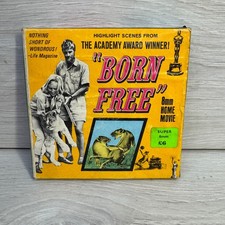 HIGHLIGHT SCENES FROM
THE ACADEMY AWARD WINNER!
NOTHING
SHORT OF
WONDROUS!
-Life Magazine
"BORN
FREE"
8mm
HOME
MOVIE
SUPER